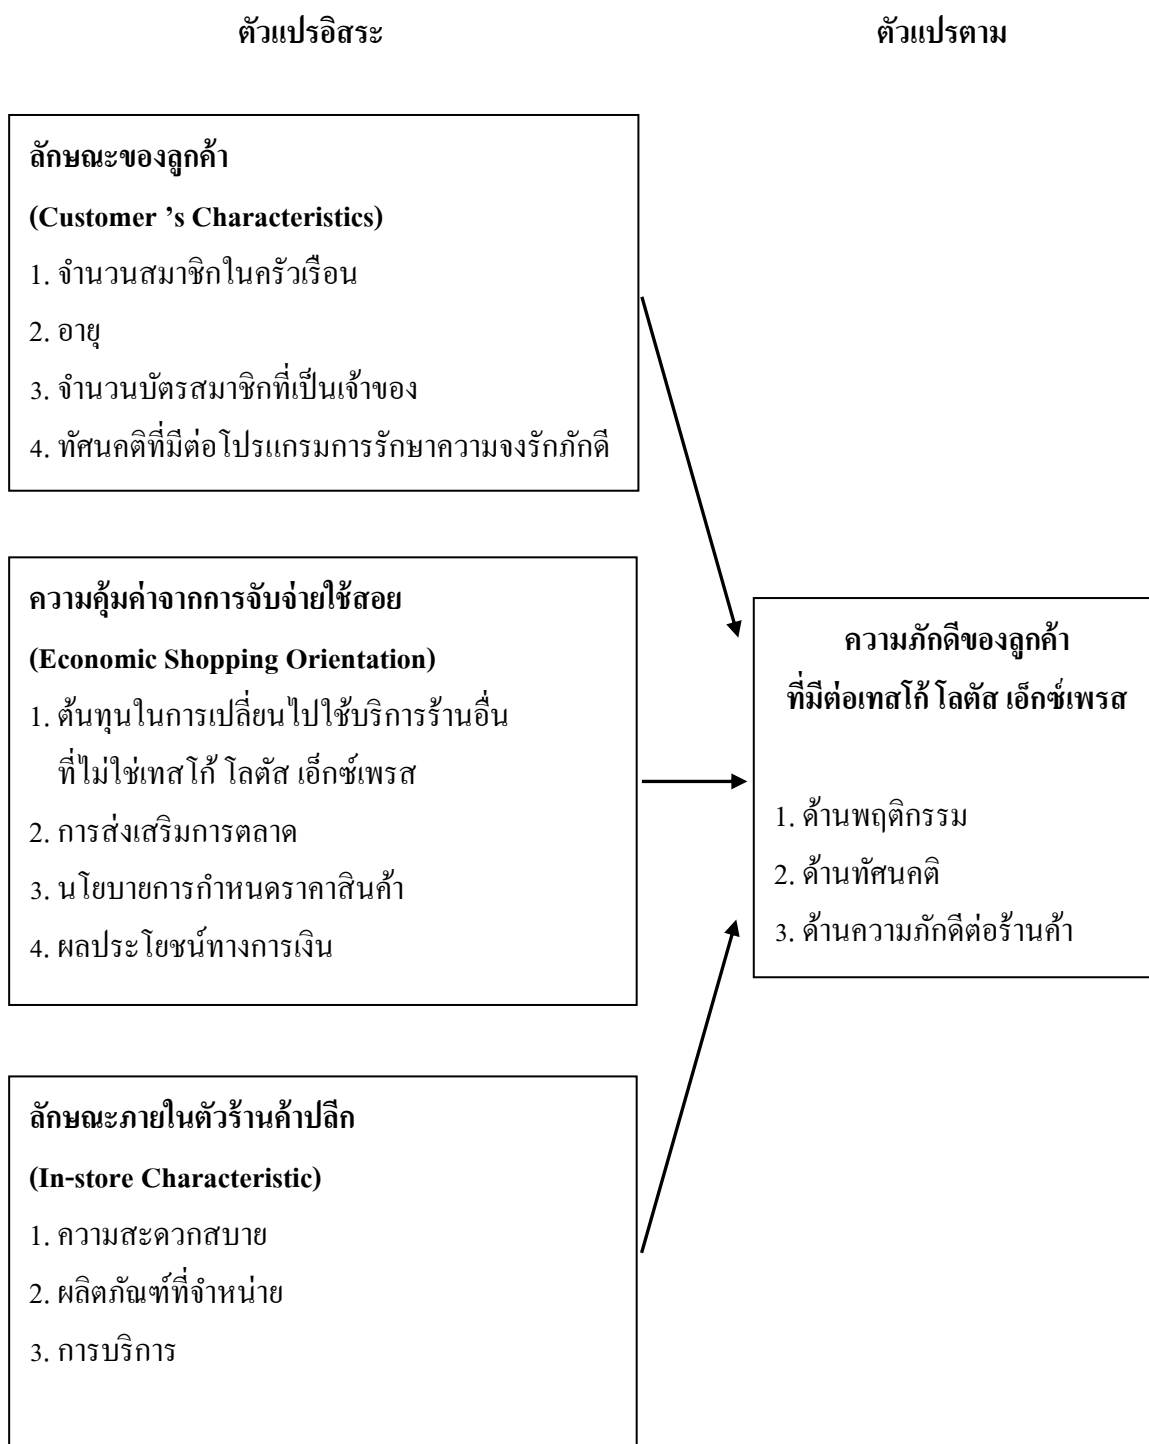 ตัวแปรอิสระ
ตัวแปรตาม
ลักษณะของลูกค้า
(Customer ’s Characteristics)
1. จำนวนสมาชิกในครัวเรือน
2. อายุ
3. จำนวนบัตรสมาชิกที่เป็นเจ้าของ
4. ทัศนคติที่มีต่อโปรแกรมการรักษาความจงรักภักดี
ความคุ้มค่าจากการจับจ่ายใช้สอย
(Economic Shopping Orientation)
1. ต้นทุนในการเปลี่ยนไปใช้บริการร้านอื่น
ที่ไม่ใช่เทสโก้ โลตัส เอ็กซ์เพรส
2. การส่งเสริมการตลาด
3. นโยบายการกำหนดราคาสินค้า
4. ผลประโยชน์ทางการเงิน
ลักษณะภายในตัวร้านค้าปลีก
(In-store Characteristic)
1. ความสะดวกสบาย
2. ผลิตภัณฑ์ที่จำหน่าย
3. การบริการ
ความภักดีของลูกค้า
ที่มีต่อเทสโก้ โลตัส เอ็กซ์เพรส
1. ด้านพฤติกรรม
2. ด้านทัศนคติ
3. ด้านความภักดีต่อร้านค้า